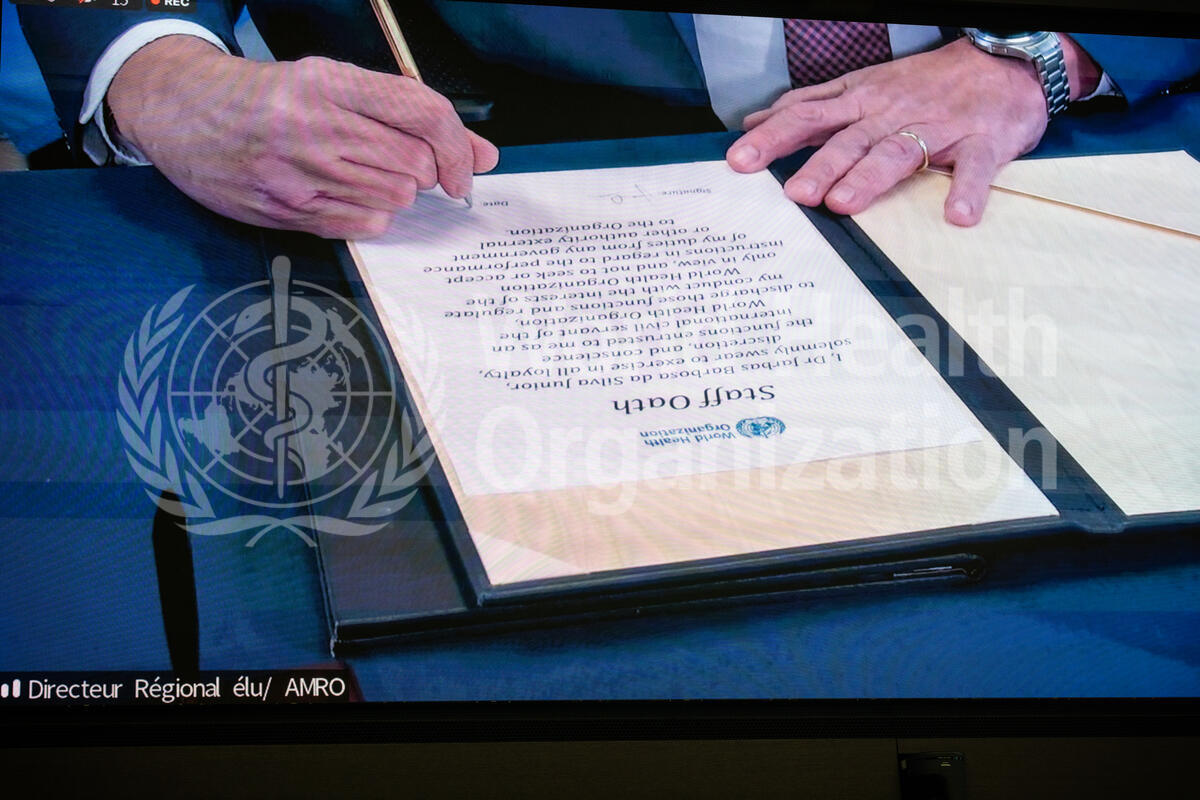 REC
World Health
Organization
Staff Oath
I, Dr Jarbas Barbosa da Silva Junior,
solemnly swear to exercise in all loyalty,
discretion, and conscience
the functions entrusted to me as an
international civil servant of the
World Health Organization,
to discharge those functions and regulate
my conduct with the interests of the
World Health Organization
only in view, and not to seek or accept
instructions in regard to the performance
of my duties from any government
or other authority external
to the Organization.
Signature:
Date
World Health
Organization
Directeur Régional élu/ AMRO